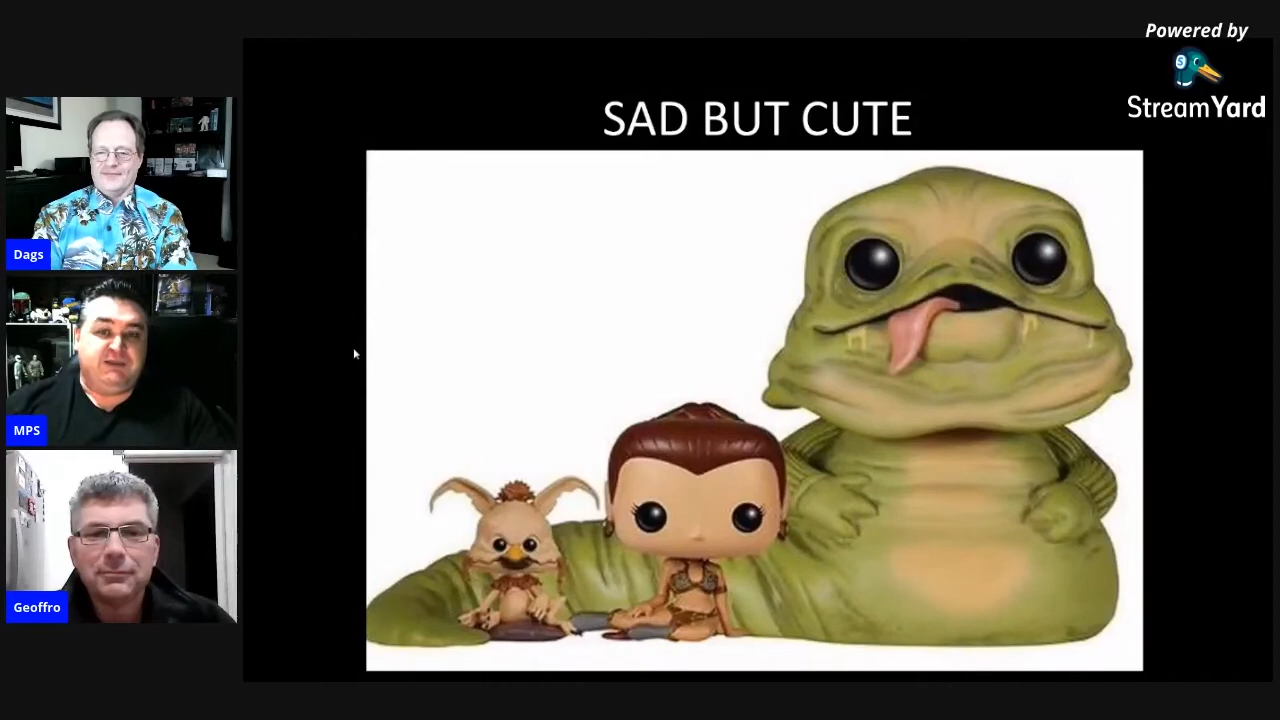 Powered by
StreamYard
SAD BUT CUTE
Dags
MPS
Geoffro